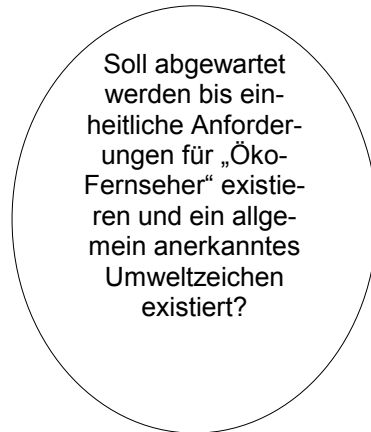 Soll abgewartet
werden bis ein-
heitliche Anforder-
ungen für „Öko-
Fernseher“ existie-
ren und ein allge-
mein anerkanntes
Umweltzeichen
existiert?